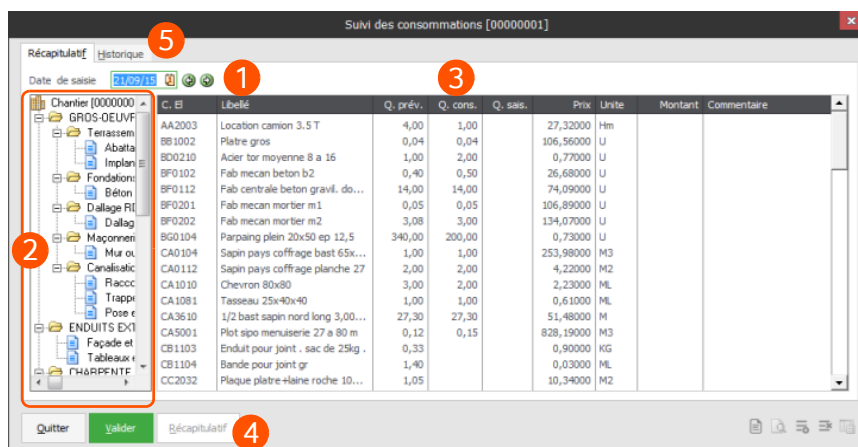 Suivi des consommations [00000001]
5
Récapitulatif Historique
Date de saisie 21/09/15 1 3
Chantier [0000000
GROS-OEUVF
Terrassem
Abatta
Implan
Fondation:
Béton
Dallage RD
Dallag
2
Maçonneri
Mur ou
Canalisatic
Racco
Trappe
Pose e
ENDUITS EXT
Façade et
Tableaux e
CHARPENTE
C. El Libellé Q. prév. Q. cons. Q. sais. Prix Unite Montant Commentaire
AA2003 Location camion 3.5 T 4,00 1,00 27,32000 Hm
BB1002 Platre gros 0,04 0,04 106,56000 U
BD0210 Acier tor moyenne 8 a 16 1,00 2,00 0,77000 U
BF0102 Fab mecan beton b2 0,40 0,50 26,68000 U
BF0112 Fab centrale beton gravil. do... 14,00 14,00 74,09000 U
BF0201 Fab mecan mortier m1 0,05 0,05 106,89000 U
BF0202 Fab mecan mortier m2 3,08 3,00 134,07000 U
BG0104 Parpaing plein 20x50 ep 12,5 340,00 200,00 0,73000 U
CA0104 Sapin pays coffrage bast 65x... 1,00 1,00 253,98000 M3
CA0112 Sapin pays coffrage planche 27 2,00 2,00 4,22000 M2
CA1010 Chevron 80x80 3,00 2,00 2,23000 ML
CA1081 Tasseau 25x40x40 1,00 1,00 0,61000 ML
CA3610 1/2 bast sapin nord long 3,00... 27,30 27,30 51,48000 M
CA5001 Plot sipo menuiserie 27 a 80 m 0,12 0,15 828,19000 M3
CB1103 Enduit pour joint . sac de 25kg . 0,33 0,90000 KG
CB1104 Bande pour joint gr 1,40 0,03000 ML
CC2032 Plaque platre+laine roche 10... 1,05 10,34000 M2
Quitter Valider Récapitulatif 4